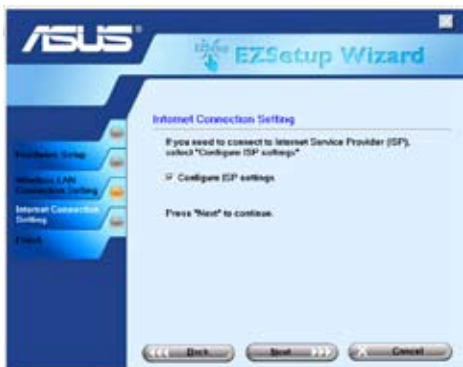 ASUS
EZSetup Wizard
Internet Connection Setting
If you need to connect to Internet Service Provider (ISP),
select "Configure ISP settings"
Configure ISP settings
Press "Next" to continue.
Hardware Setup
Wireless LAN
Connection Setting
Internet Connection
Setting
Finish
Back
Next
Cancel